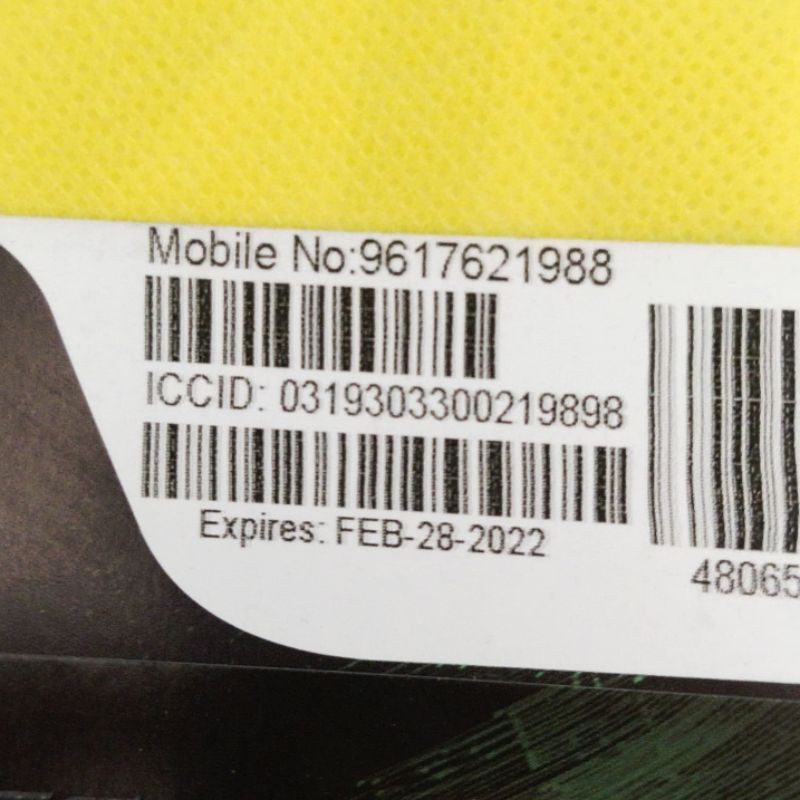 Mobile No:9617621988
ICCID: 0319303300219898
Expires: FEB-28-2022
48065